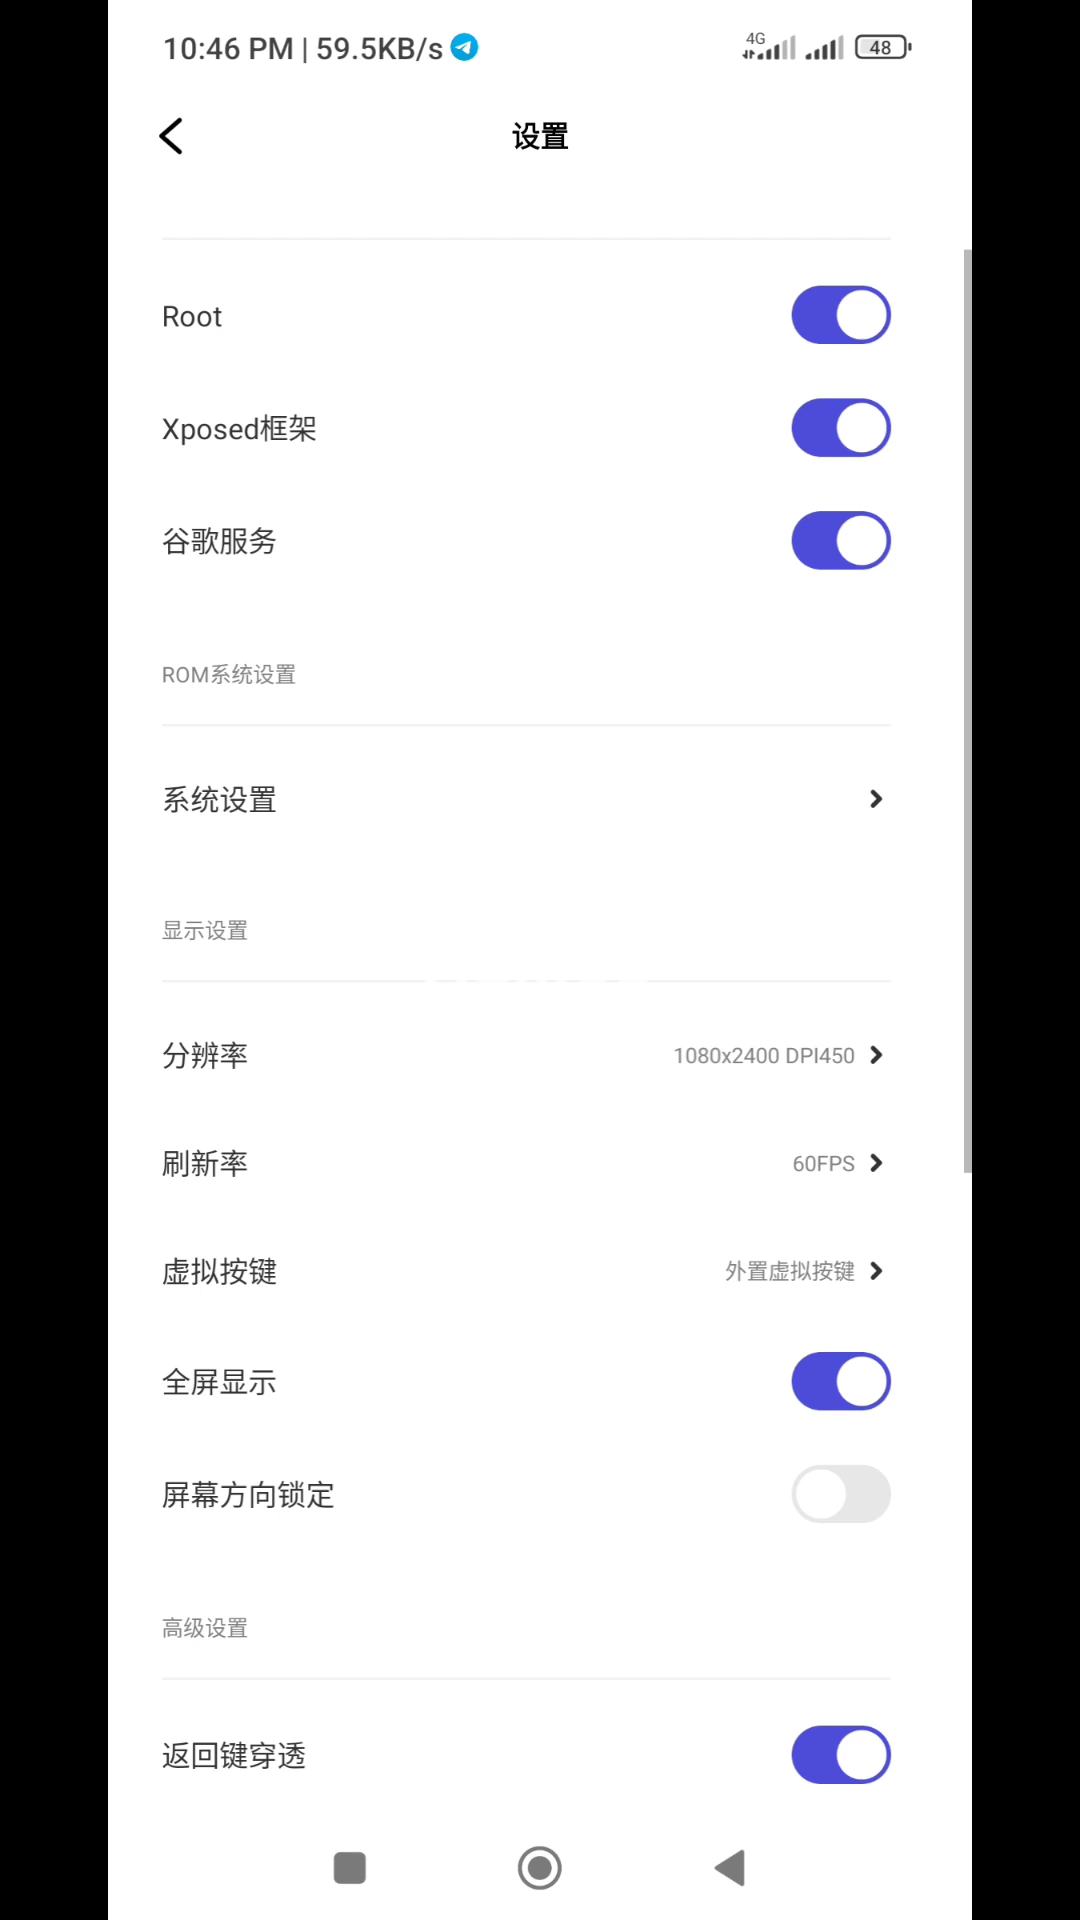 10:46 PM | 59.5KB/s
4G
48
设置
Root
Xposed框架
谷歌服务
ROM系统设置
系统设置
显示设置
分辨率 1080x2400 DPI450
刷新率 60FPS
虚拟按键 外置虚拟按键
全屏显示
屏幕方向锁定
高级设置
返回键穿透